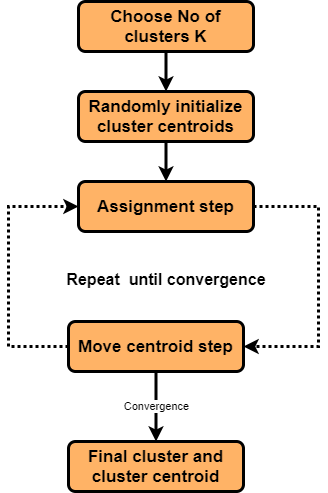 Choose No of
clusters K
Randomly initialize
cluster centroids
Assignment step
Repeat  until convergence
Move centroid step
Convergence
Final cluster and
cluster centroid